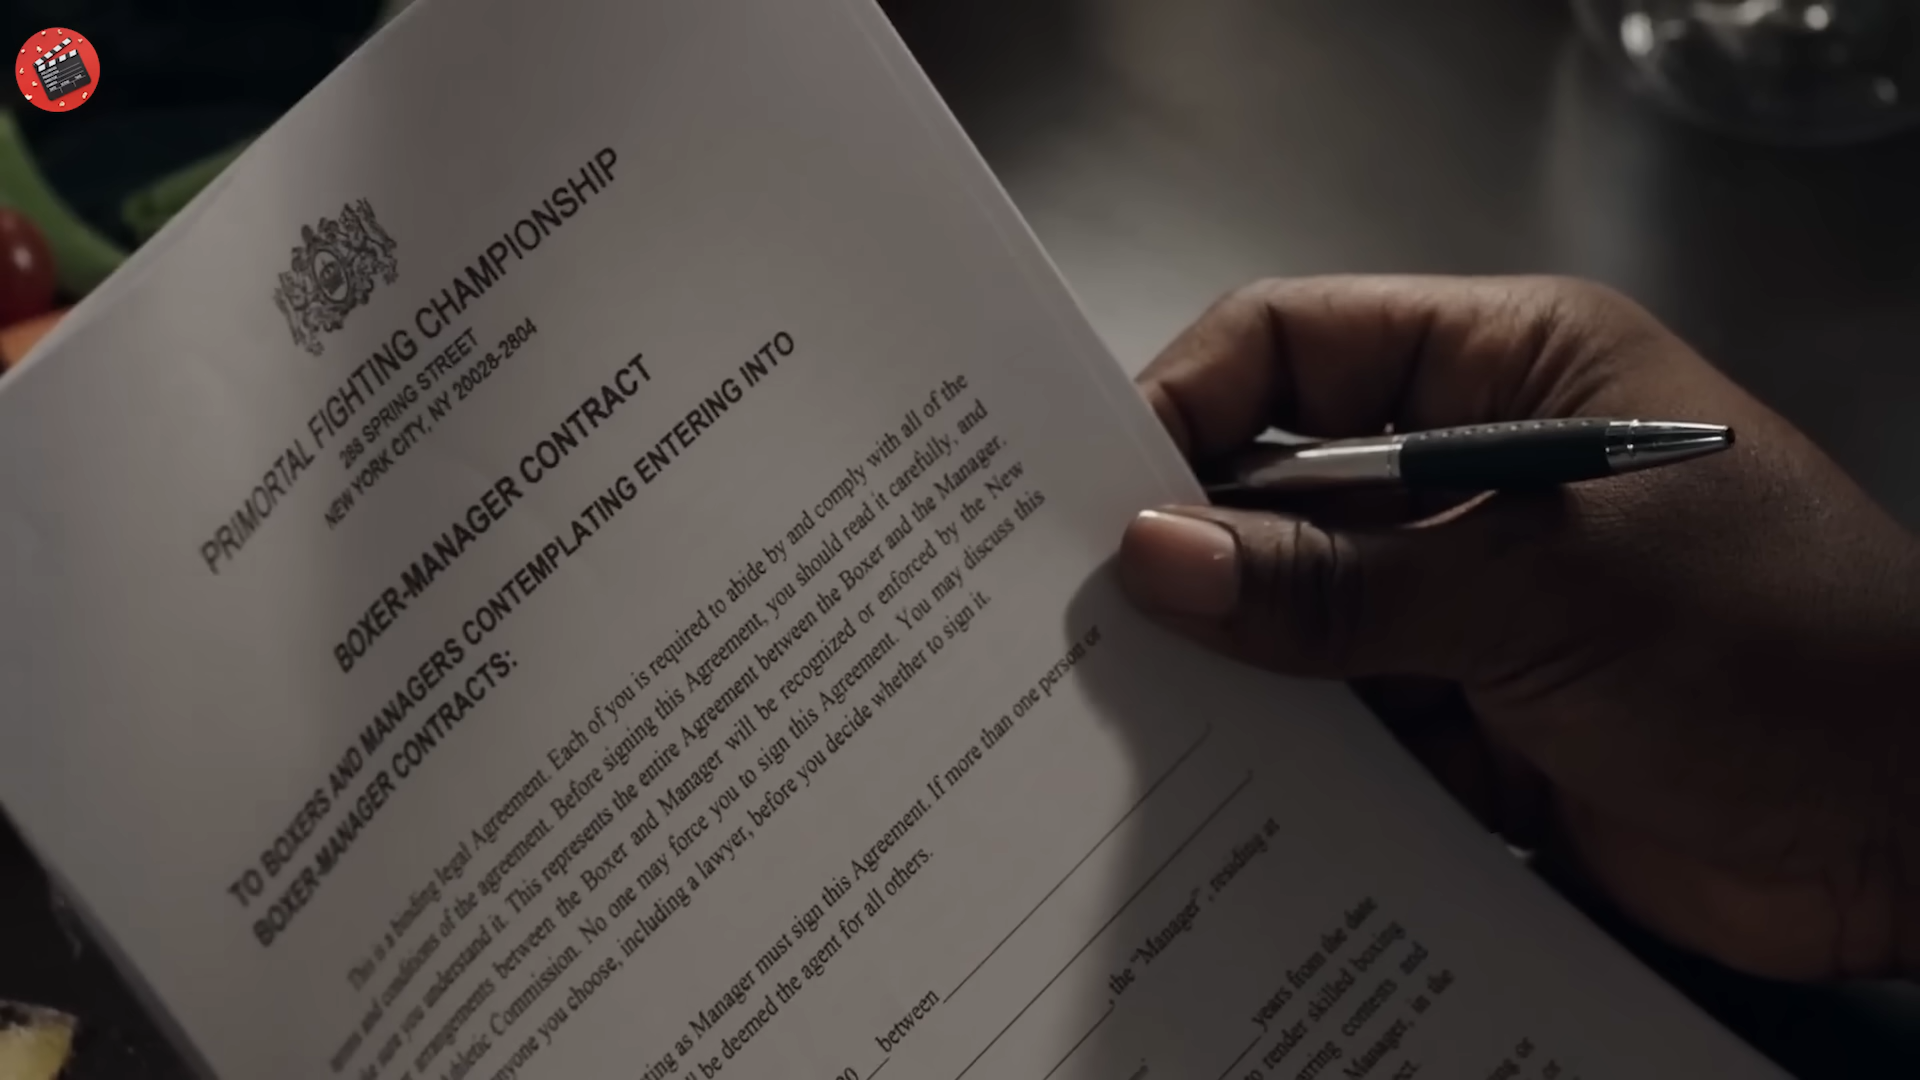 PRIMORTAL FIGHTING CHAMPIONSHIP
288 SPRING STREET
NEW YORK CITY, NY 20028-2804
BOXER-MANAGER CONTRACT
TO BOXERS AND MANAGERS CONTEMPLATING ENTERING INTO
BOXER-MANAGER CONTRACTS:
This is a binding legal Agreement. Each of you is required to abide by and comply with all of the
terms and conditions of the agreement. Before signing this Agreement, you should read it carefully, and
be sure you understand it. This represents the entire Agreement between the Boxer and the Manager.
arrangements between the Boxer and Manager will be recognized or enforced by the New
Athletic Commission. No one may force you to sign this Agreement. You may discuss this
anyone you choose, including a lawyer, before you decide whether to sign it.
ting as Manager must sign this Agreement. If more than one person or
ll be deemed the agent for all others.
between
, the "Manager", residing at
years from the date
to render skilled boxing
contests and
Manager, in the
or
or